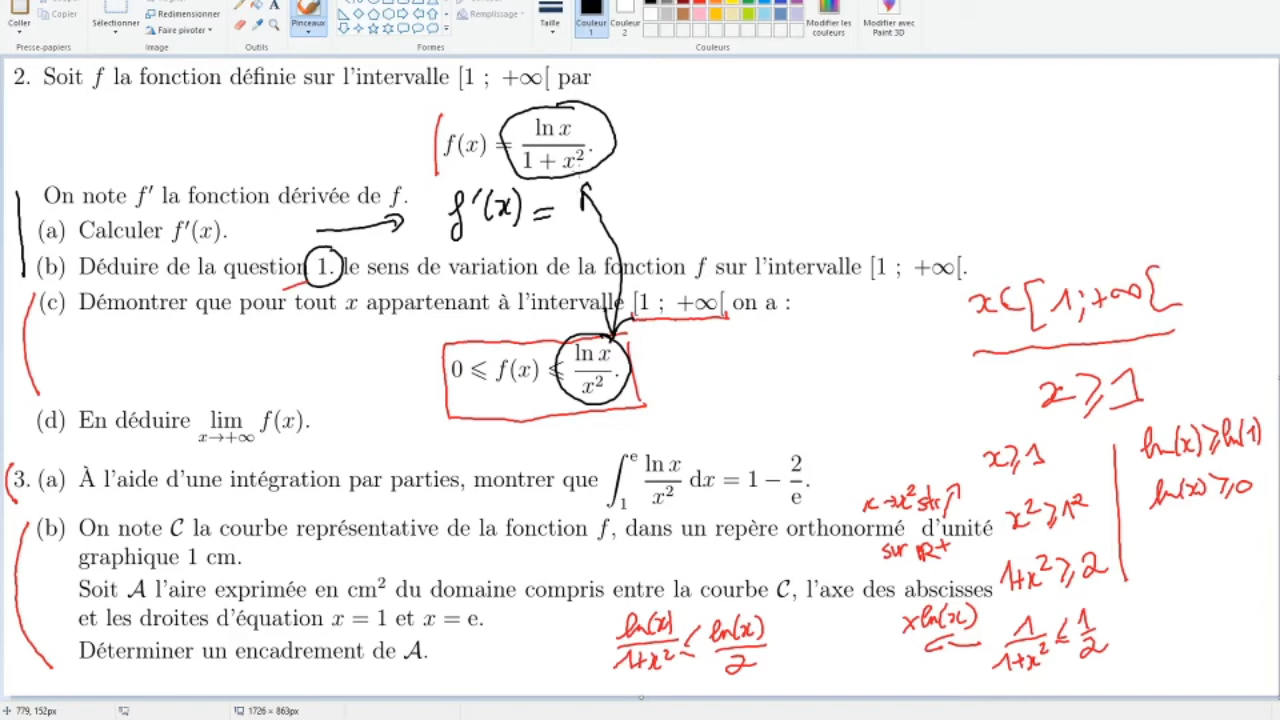 Coller
Copier
Sélectionner
Redimensionner
Faire pivoter
Pinceaux
Remplissage
Taille
Couleur 1
Couleur 2
Modifier les couleurs
Modifier avec Paint 3D
Presse-papiers
Image
Outils
Formes
Couleurs
2. Soit f la fonction définie sur l'intervalle [1 ; +∞[ par
f(x) = ln x / (1 + x²).
On note f′ la fonction dérivée de f.
f′(x) =
(a) Calculer f′(x).
(b) Déduire de la question 1. le sens de variation de la fonction f sur l'intervalle [1 ; +∞[.
(c) Démontrer que pour tout x appartenant à l'intervalle [1 ; +∞[ on a :
x ∈ [1 ; +∞[
0 ⩽ f(x) ⩽ ln x / x².
x ⩾ 1
(d) En déduire lim x→+∞ f(x).
ln(x) ⩾ ln(1)
x ⩾ 1
ln(x) ⩾ 0
3. (a) À l'aide d'une intégration par parties, montrer que ∫₁ᵉ ln x / x² dx = 1 − 2/e.
x→x² str ↗
sur ℝ+
x² ⩾ 1²
(b) On note C la courbe représentative de la fonction f, dans un repère orthonormé d'unité
graphique 1 cm.
1+x² ⩾ 2
Soit A l'aire exprimée en cm² du domaine compris entre la courbe C, l'axe des abscisses
et les droites d'équation x = 1 et x = e.
ln(x)/(1+x²) ⩽ ln(x)/2
×ln(x)
1/(1+x²) ⩽ 1/2
Déterminer un encadrement de A.
779, 152px
1726 × 863px